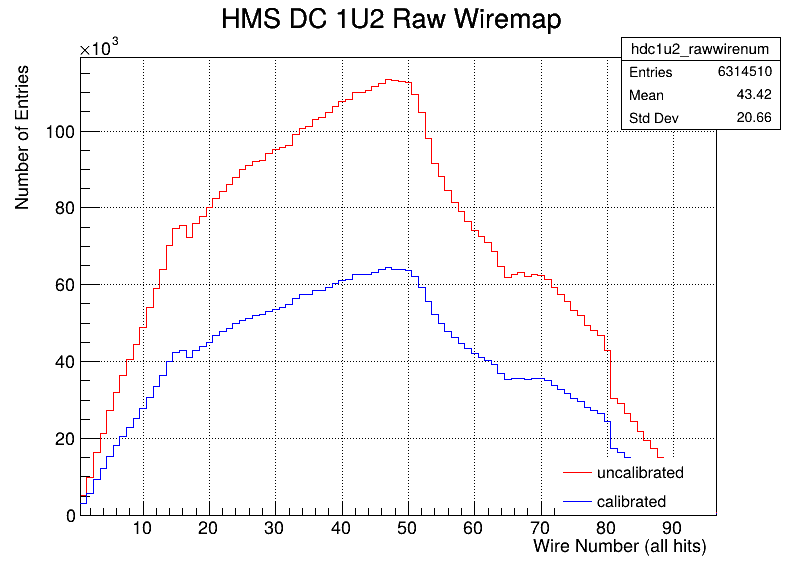 HMS DC 1U2 Raw Wiremap
×10³
hdc1u2_rawwirenum
Entries 6314510
Mean 43.42
Std Dev 20.66
Number of Entries
100
80
60
40
20
0
10 20 30 40 50 60 70 80 90
uncalibrated
calibrated
Wire Number (all hits)